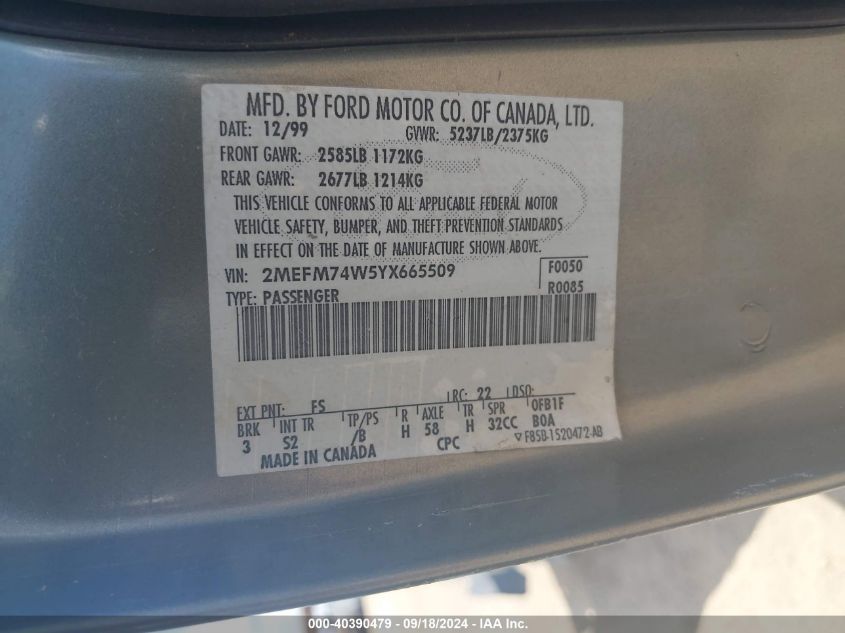 MFD. BY FORD MOTOR CO. OF CANADA, LTD.
DATE: 12/99 GVWR: 5237LB/2375KG
FRONT GAWR: 2585LB 1172KG
REAR GAWR: 2677LB 1214KG
THIS VEHICLE CONFORMS TO ALL APPLICABLE FEDERAL MOTOR
VEHICLE SAFETY, BUMPER, AND THEFT PREVENTION STANDARDS
IN EFFECT ON THE DATE OF MANUFACTURE SHOWN ABOVE.
VIN: 2MEFM74W5YX665509 F0050
TYPE: PASSENGER R0085
EXT PNT: FS RC: 22 DSO:
BRK INT TR TP/PS R AXLE TR SPR 0FB1F
3 S2 /B H 58 H 32CC B0A
MADE IN CANADA CPC F85B-1520472-AB
000-40390479 - 09/18/2024 - IAA Inc.